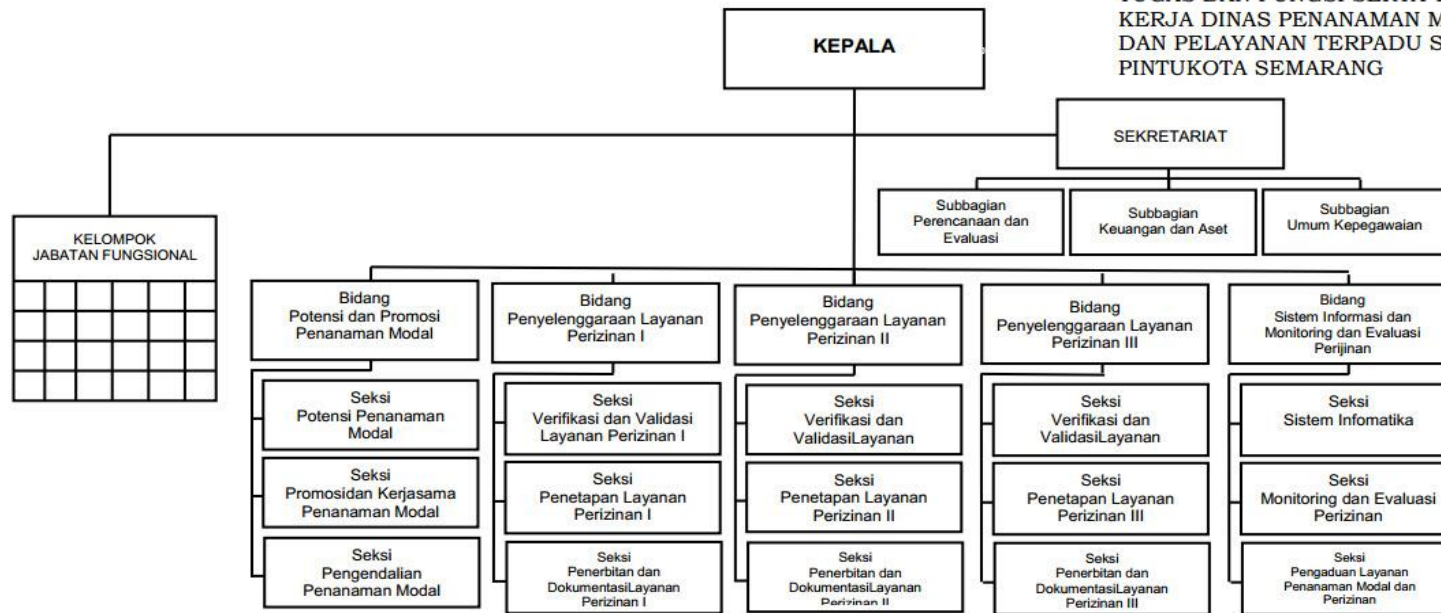 KERJA DINAS PENANAMAN
DAN PELAYANAN TERPADU
PINTUKOTA SEMARANG
KEPALA
SEKRETARIAT
Subbagian
Perencanaan dan
Evaluasi
Subbagian
Keuangan dan Aset
Subbagian
Umum Kepegawaian
KELOMPOK
JABATAN FUNGSIONAL
Bidang
Potensi dan Promosi
Penanaman Modal
Bidang
Penyelenggaraan Layanan
Perizinan I
Bidang
Penyelenggaraan Layanan
Perizinan II
Bidang
Penyelenggaraan Layanan
Perizinan III
Bidang
Sistem Informasi dan
Monitoring dan Evaluasi
Perijinan
Seksi
Potensi Penanaman
Modal
Seksi
Verifikasi dan Validasi
Layanan Perizinan I
Seksi
Verifikasi dan
ValidasiLayanan
Seksi
Verifikasi dan
ValidasiLayanan
Seksi
Sistem Infomatika
Seksi
Promosidan Kerjasama
Penanaman Modal
Seksi
Penetapan Layanan
Perizinan I
Seksi
Penetapan Layanan
Perizinan II
Seksi
Penetapan Layanan
Perizinan III
Seksi
Monitoring dan Evaluasi
Perizinan
Seksi
Pengendalian
Penanaman Modal
Seksi
Penerbitan dan
DokumentasiLayanan
Perizinan I
Seksi
Penerbitan dan
DokumentasiLayanan
Perizinan II
Seksi
Penerbitan dan
DokumentasiLayanan
Perizinan III
Seksi
Pengaduan Layanan
Penanaman Modal dan
Perizinan